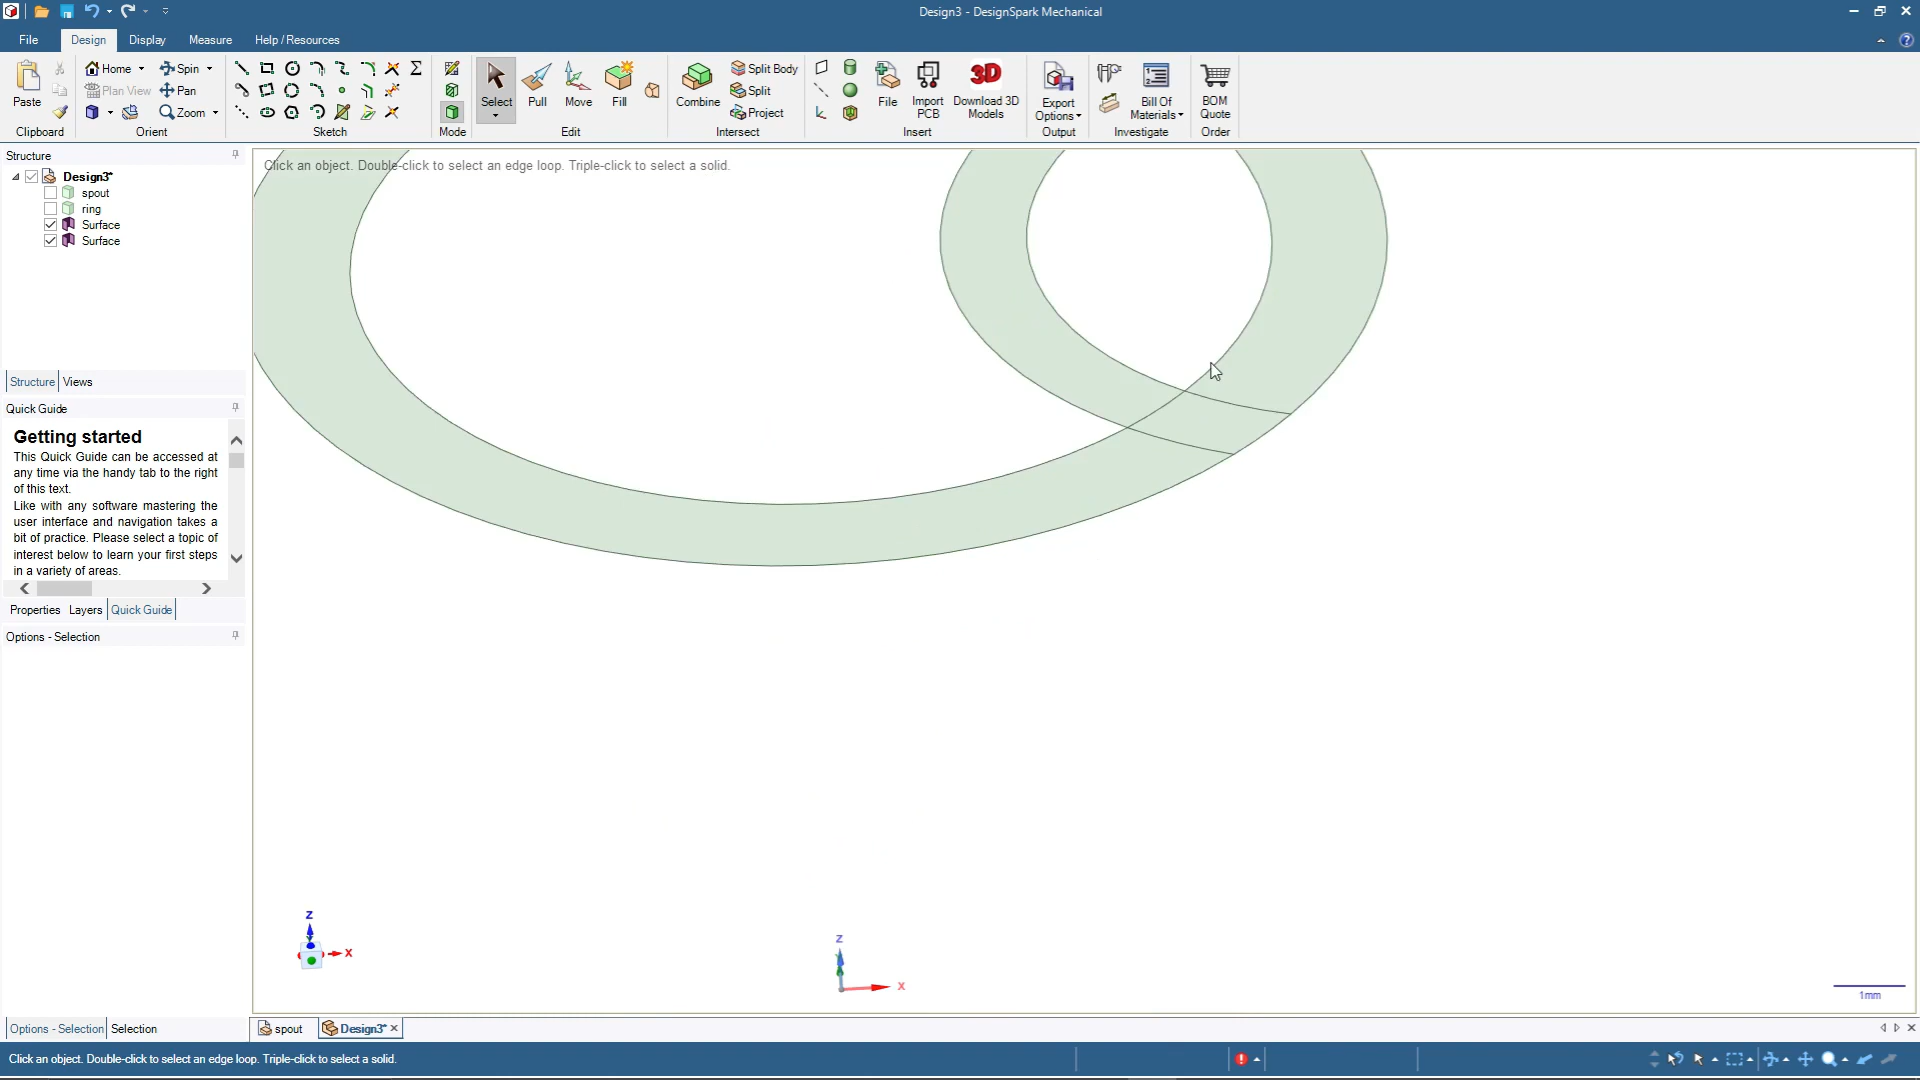 Design3 - DesignSpark Mechanical
File Design Display Measure Help / Resources
Paste
Clipboard
Home Spin
Plan View Pan
Zoom
Orient
Sketch
Mode
Select Pull Move Fill
Edit
Combine Split Body
Split
Project
Intersect
File Import PCB
3D Download 3D Models
Insert
Export Options
Output
Bill Of Materials
Investigate
BOM Quote
Order
Structure
Design3*
spout
ring
Surface
Surface
Structure Views
Quick Guide
Getting started
This Quick Guide can be accessed at
any time via the handy tab to the right
of this text.
Like with any software mastering the
user interface and navigation takes a
bit of practice. Please select a topic of
interest below to learn your first steps
in a variety of areas.
Properties Layers Quick Guide
Options - Selection
Click an object. Double-click to select an edge loop. Triple-click to select a solid.
Z
X
Z
X
1mm
Options - Selection Selection
spout Design3*
Click an object. Double-click to select an edge loop. Triple-click to select a solid.